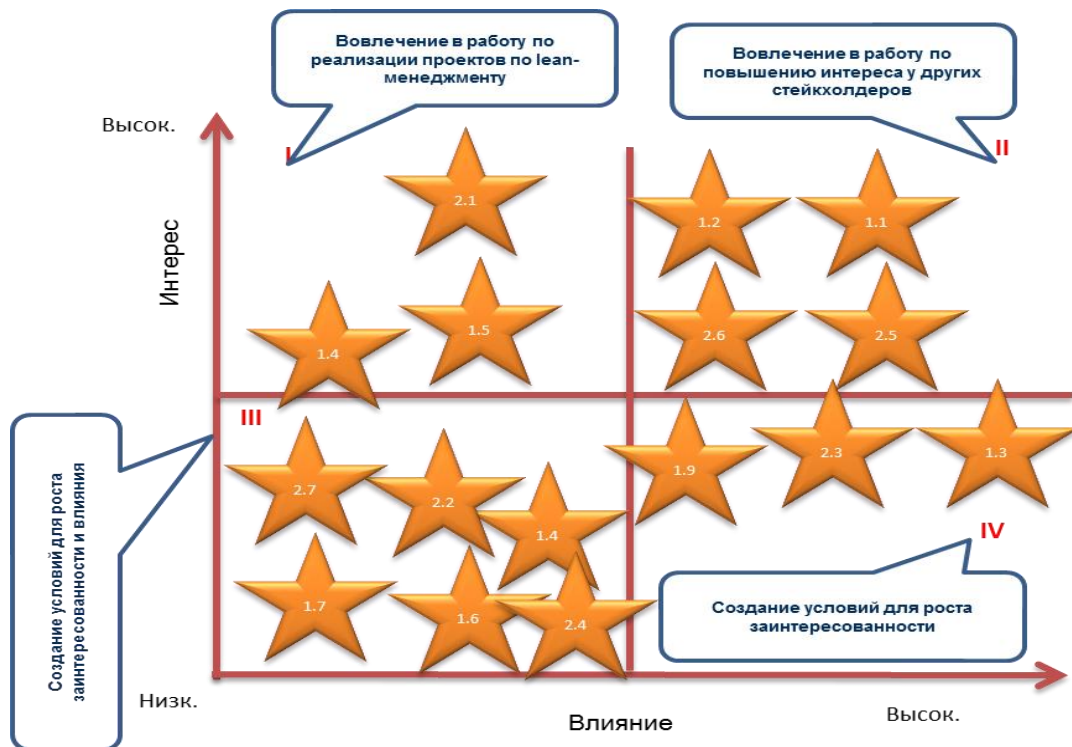 Вовлечение в работу по
реализации проектов по lean-
менеджменту
Вовлечение в работу по
повышению интереса у других
стейкхолдеров
Высок.
I
II
2.1
1.2
1.1
Интерес
1.4
1.5
2.6
2.5
III
2.7
2.2
1.4
1.9
2.3
1.3
Создание условий для роста
заинтересованности и влияния
IV
1.7
1.6
2.4
Создание условий для роста
заинтересованности
Низк.
Влияние
Высок.